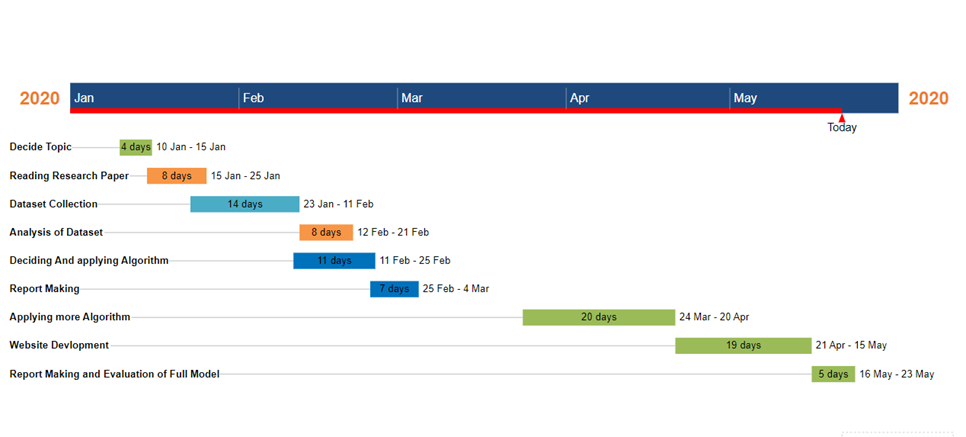 2020 Jan Feb Mar Apr May 2020
Today
Decide Topic 4 days 10 Jan - 15 Jan
Reading Research Paper 8 days 15 Jan - 25 Jan
Dataset Collection 14 days 23 Jan - 11 Feb
Analysis of Dataset 8 days 12 Feb - 21 Feb
Deciding And applying Algorithm 11 days 11 Feb - 25 Feb
Report Making 7 days 25 Feb - 4 Mar
Applying more Algorithm 20 days 24 Mar - 20 Apr
Website Devlopment 19 days 21 Apr - 15 May
Report Making and Evaluation of Full Model 5 days 16 May - 23 May